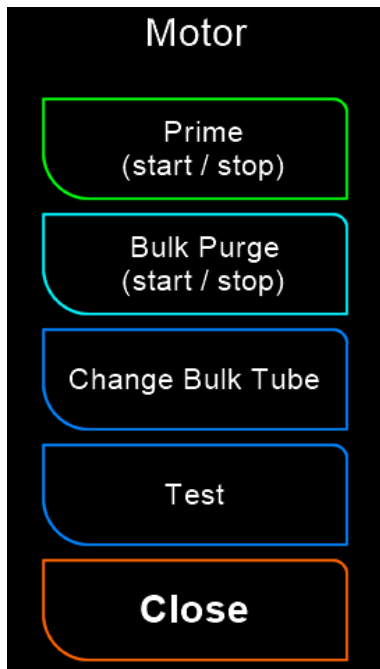 Motor
Prime
(start / stop)
Bulk Purge
(start / stop)
Change Bulk Tube
Test
Close